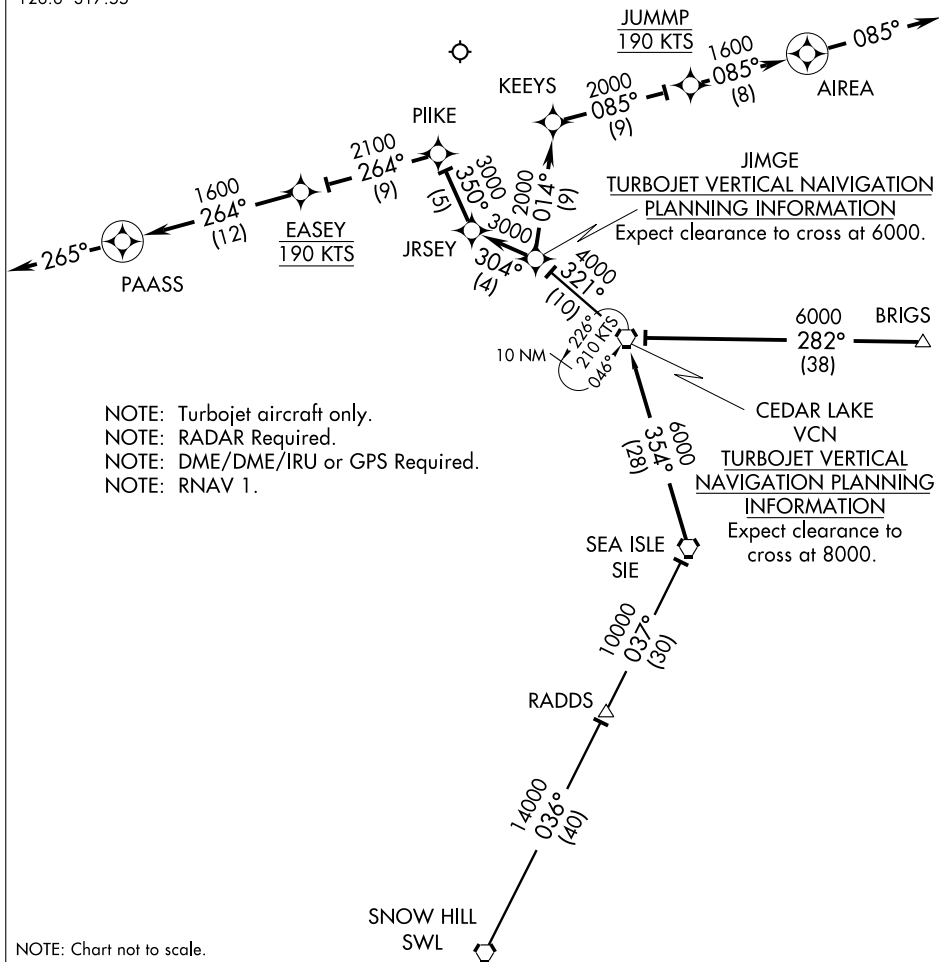 JUMMP
190 KTS
KEEYS
2000
085°
(9)
1600
085°
(8)
085°
AIREA
PIIKE
2100
264°
(9)
1600
264°
(12)
265°
PAASS
EASEY
190 KTS
3000
350°
(5)
JRSEY
3000
304°
(4)
2000
014°
(9)
JIMGE
TURBOJET VERTICAL NAIVIGATION
PLANNING INFORMATION
Expect clearance to cross at 6000.
4000
321°
(10)
226°
210 KTS
046°
10 NM
6000
282°
(38)
BRIGS
CEDAR LAKE
VCN
TURBOJET VERTICAL
NAVIGATION PLANNING
INFORMATION
Expect clearance to
cross at 8000.
NOTE: Turbojet aircraft only.
NOTE: RADAR Required.
NOTE: DME/DME/IRU or GPS Required.
NOTE: RNAV 1.
6000
354°
(28)
SEA ISLE
SIE
10000
037°
(30)
RADDS
14000
036°
(40)
SNOW HILL
SWL
NOTE: Chart not to scale.